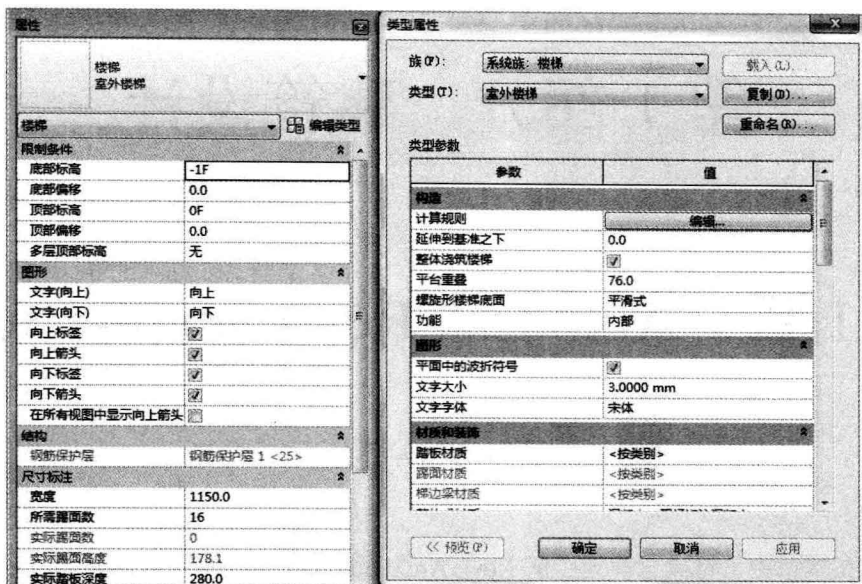 属性
楼梯
室外楼梯
楼梯 编辑类型
限制条件
底部标高 -1F
底部偏移 0.0
顶部标高 0F
顶部偏移 0.0
多层顶部标高 无
图形
文字(向上) 向上
文字(向下) 向下
向上标签
向上箭头
向下标签
向下箭头
在所有视图中显示向上箭头
结构
钢筋保护层 钢筋保护层 1 <25>
尺寸标注
宽度 1150.0
所需踢面数 16
实际踢面数 0
实际踢面高度 178.1
实际踏板深度 280.0
类型属性
族(F): 系统族: 楼梯 载入(L)...
类型(T): 室外楼梯 复制(D)...
重命名(R)...
类型参数
参数 值
构造
计算规则 编辑...
延伸到基准之下 0.0
整体浇筑楼梯
平台重叠 76.0
螺旋形楼梯底面 平滑式
功能 内部
图形
平面中的波折符号
文字大小 3.0000 mm
文字字体 宋体
材质和装饰
踏板材质 <按类别>
踢面材质 <按类别>
梯边梁材质 <按类别>
<< 预览(P) 确定 取消 应用